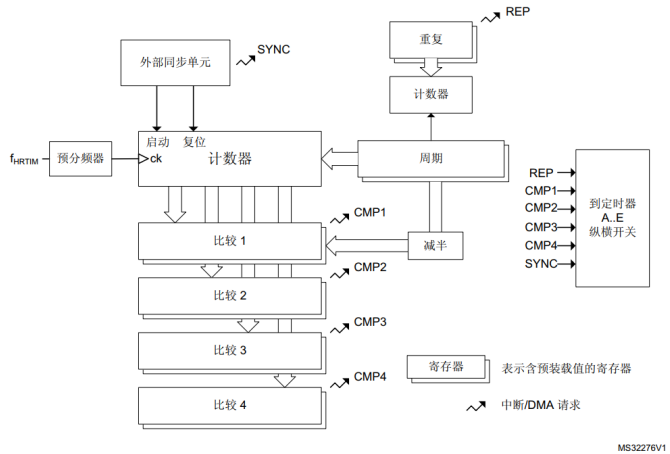 REP
重复
外部同步单元
SYNC
计数器
启动 复位
fHRTIM
预分频器
ck
计数器
周期
REP
CMP1
CMP2
CMP3
CMP4
SYNC
到定时器
A..E
纵横开关
CMP1
比较 1
减半
CMP2
比较 2
CMP3
比较 3
CMP4
比较 4
寄存器
表示含预装载值的寄存器
中断/DMA 请求
MS32276V1